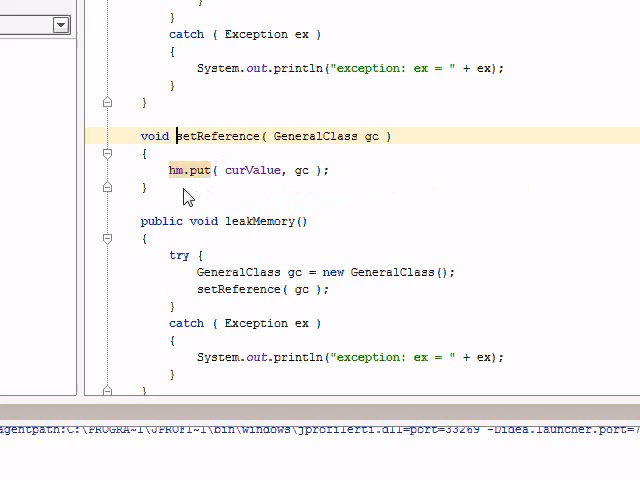 }
}
catch ( Exception ex )
{
System.out.println("exception: ex = " + ex);
}
}
void setReference( GeneralClass gc )
{
hm.put( curValue, gc );
}
public void leakMemory()
{
try {
GeneralClass gc = new GeneralClass();
setReference( gc );
}
catch ( Exception ex )
{
System.out.println("exception: ex = " + ex);
}
}
agentpath:C:\PROGRA~1\JPROFI~1\bin\windows\jprofilerti.dll=port=33269 -Didea.launcher.port=7